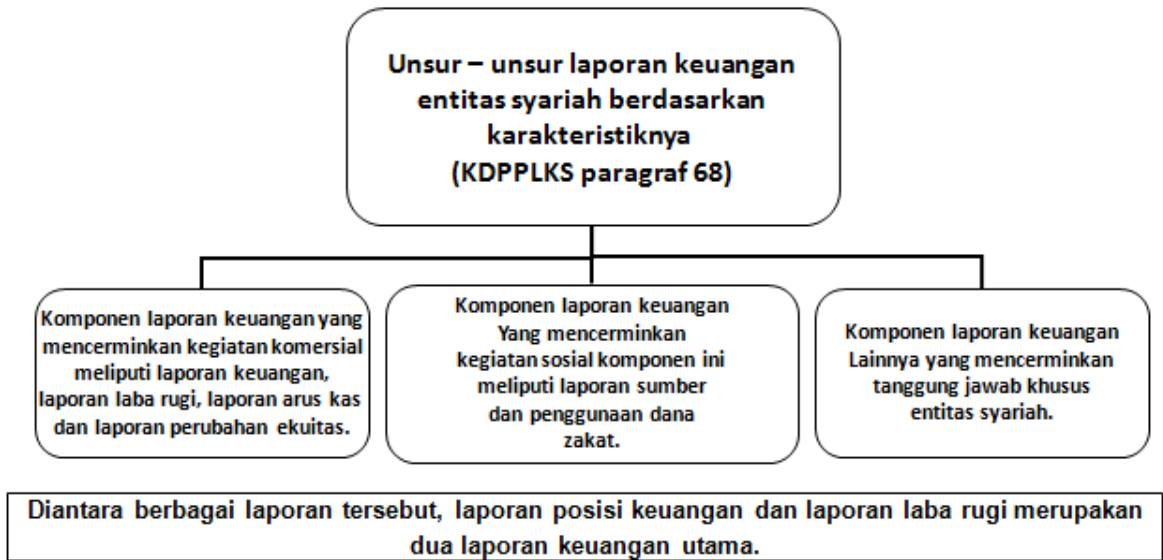 Unsur – unsur laporan keuangan
entitas syariah berdasarkan
karakteristiknya
(KDPPLKS paragraf 68)
Komponen laporan keuangan yang
mencerminkan kegiatan komersial
meliputi laporan keuangan,
laporan laba rugi, laporan arus kas
dan laporan perubahan ekuitas.
Komponen laporan keuangan
Yang mencerminkan
kegiatan sosial komponen ini
meliputi laporan sumber
dan penggunaan dana
zakat.
Komponen laporan keuangan
Lainnya yang mencerminkan
tanggung jawab khusus
entitas syariah.
Diantara berbagai laporan tersebut, laporan posisi keuangan dan laporan laba rugi merupakan
dua laporan keuangan utama.